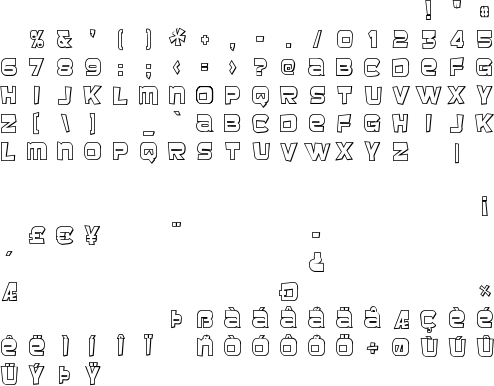 ! "
% & ' ( ) * + , - . / 0 1 2 3 4 5
6 7 8 9 : ; < = > ? @ A B C D E F G
H I J K L M N O P Q R S T U V W X Y
Z [ \ ] _ ` A B C D E F G H I J K
L M N O P Q R S T U V W X Y Z |
¡
£ € ¥ ¨ -
´ ¿
Æ Ð ×
Þ ß À Á Â Ã Ä Å Æ Ç È É
Ê Ë Ì Í Î Ï Ñ Ò Ó Ô Õ Ö ÷ Ù Ú Û
Ü Ý Þ Ÿ